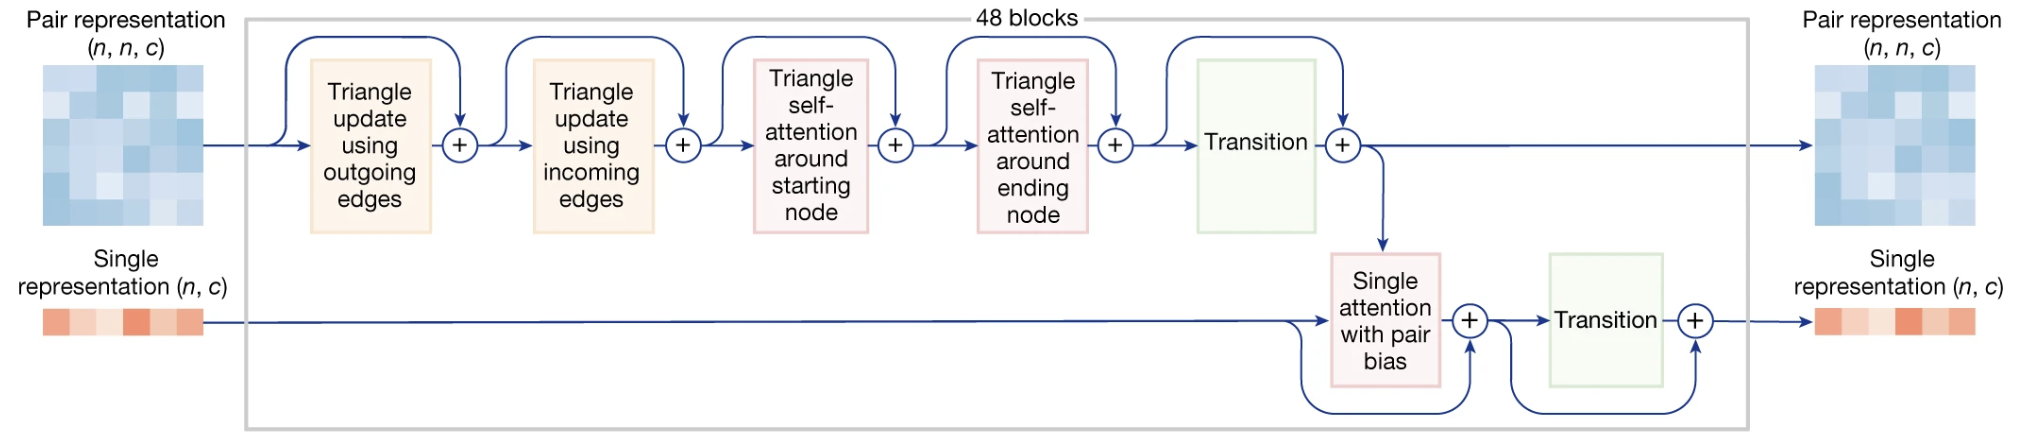 48 blocks
Pair representation
(n, n, c)
Triangle
update
using
outgoing
edges
+
Triangle
update
using
incoming
edges
+
Triangle
self-
attention
around
starting
node
+
Triangle
self-
attention
around
ending
node
+
Transition
+
Pair representation
(n, n, c)
Single
representation (n, c)
Single
attention
with pair
bias
+
Transition
+
Single
representation (n, c)